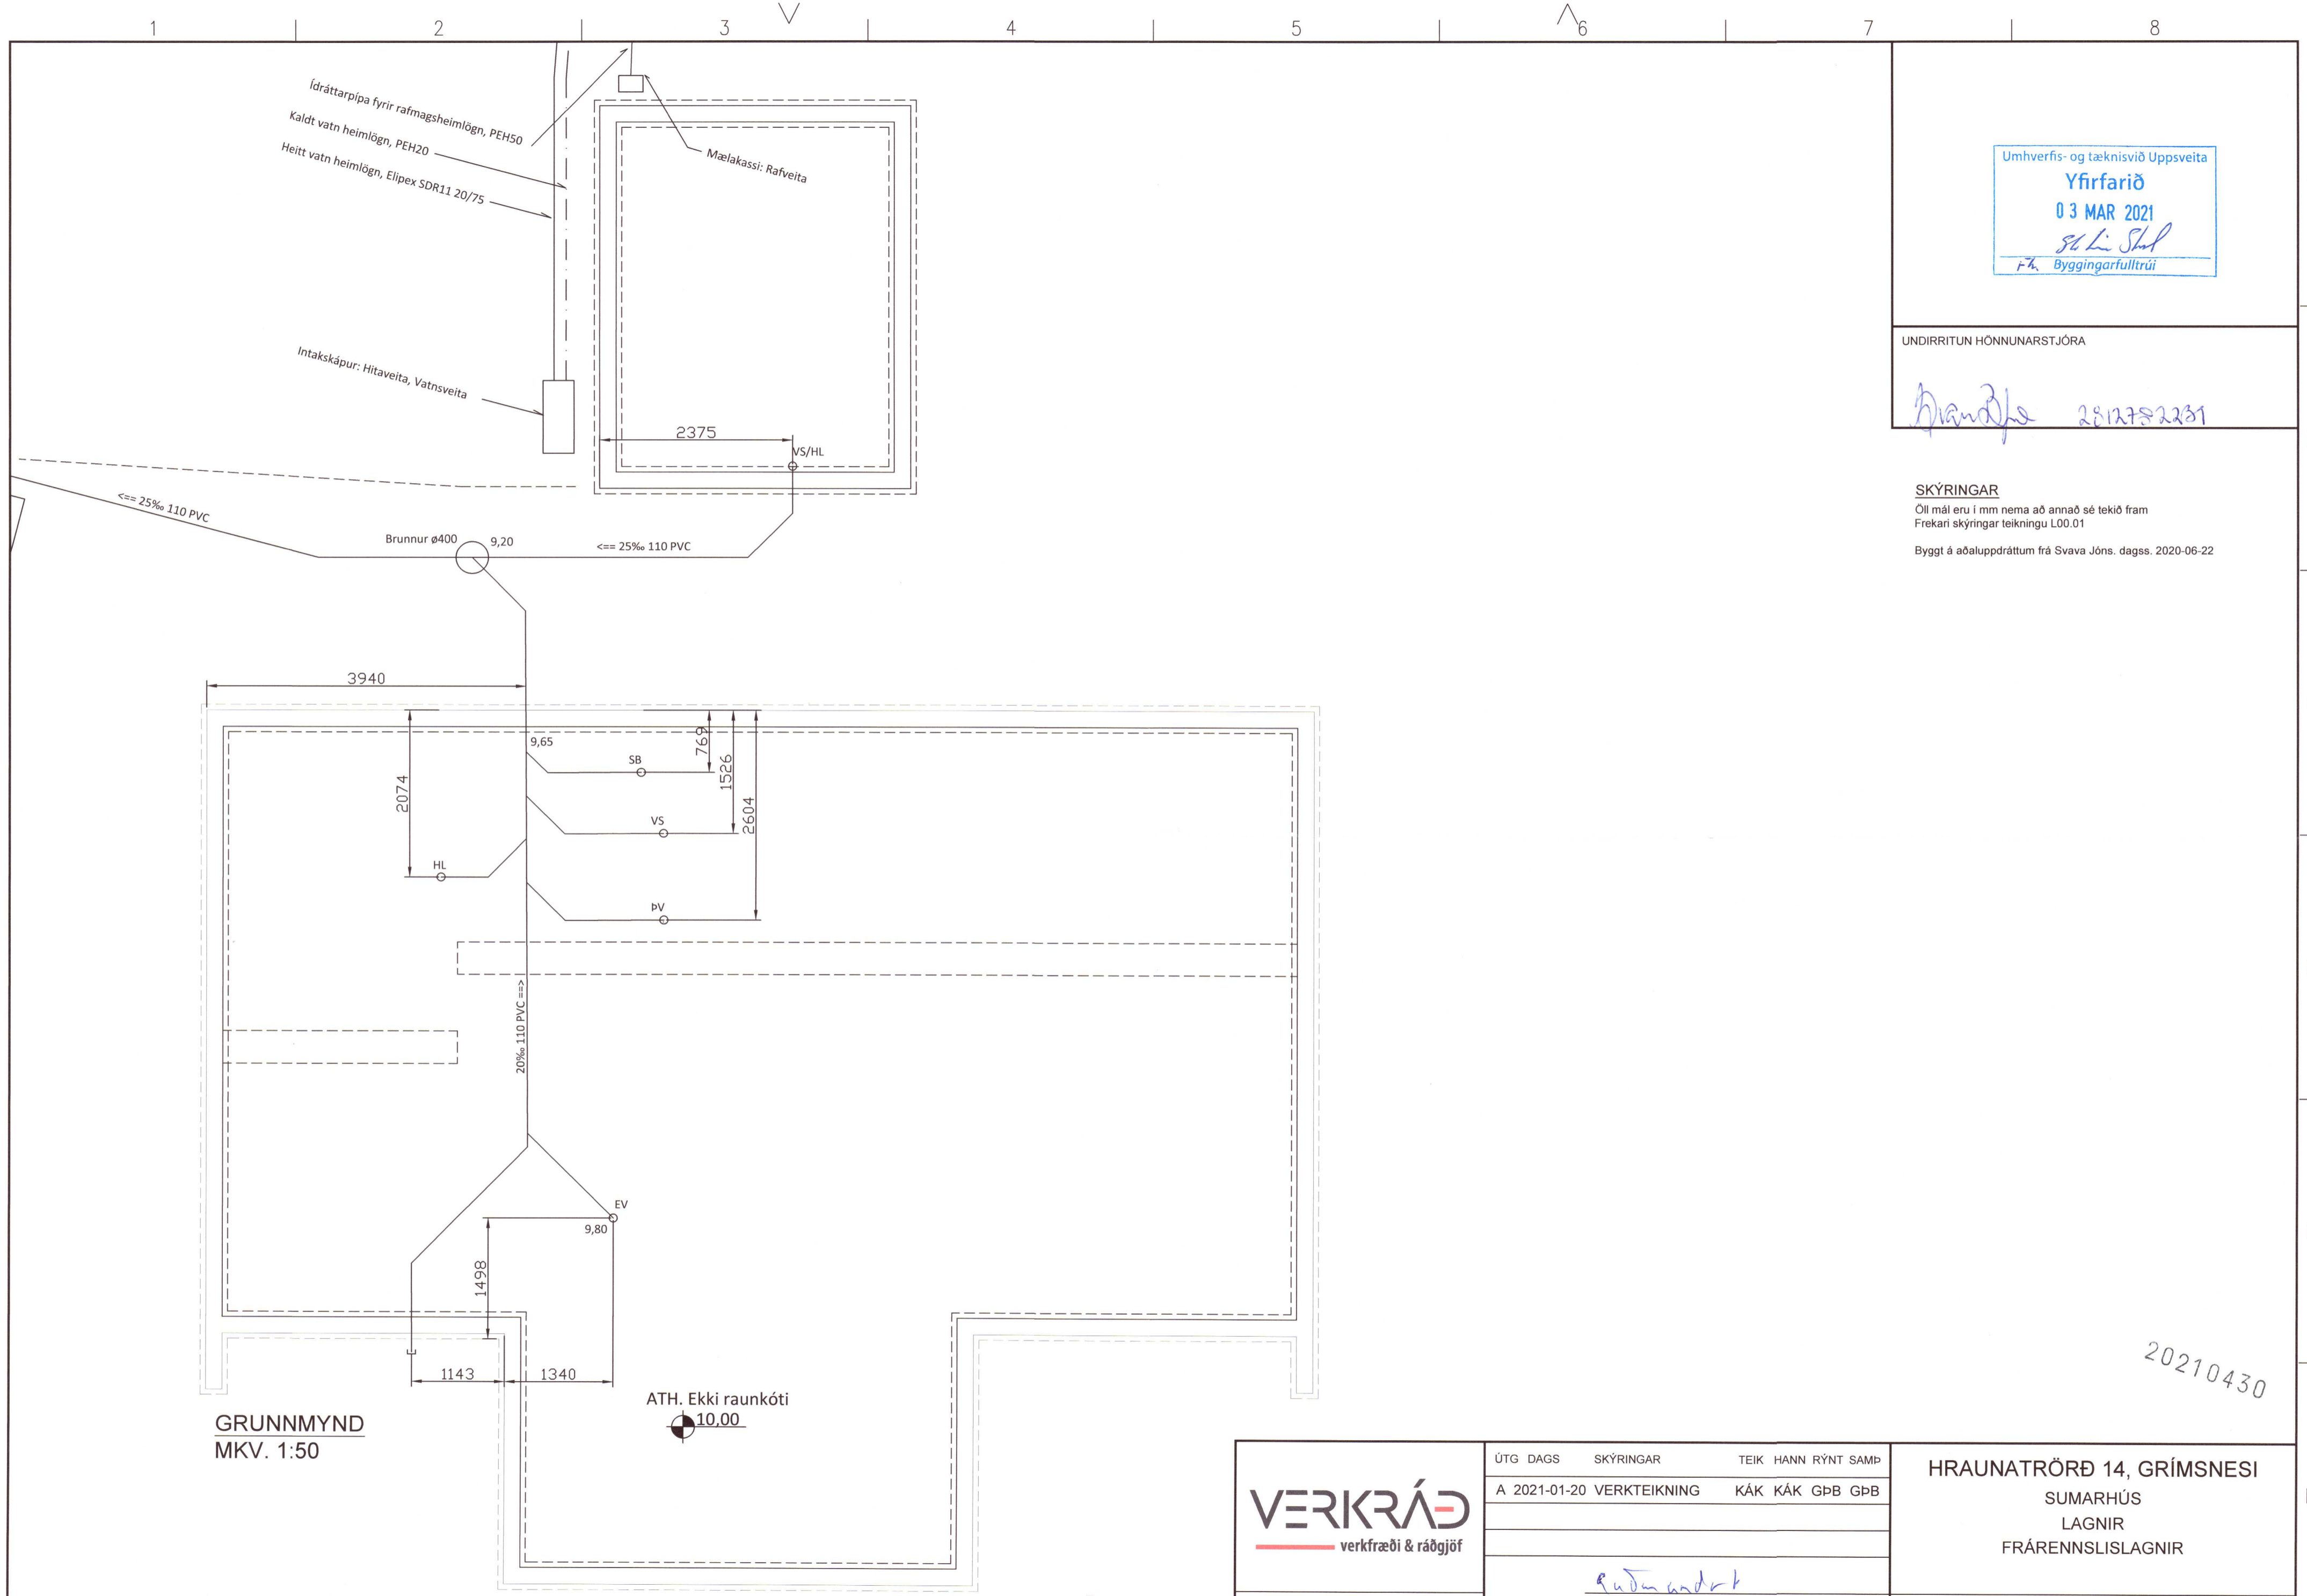 1 2 3 4 5 6 7 8
Ídráttarpípa fyrir rafmagsheimlögn, PEH50
Kaldt vatn heimlögn, PEH20
Heitt vatn heimlögn, Elipex SDR11 20/75
Mælakassi: Rafveita
Intakskápur: Hitaveita, Vatnsveita
2375
VS/HL
<== 25‰ 110 PVC
Brunnur ø400
9,20
<== 25‰ 110 PVC
Umhverfis- og tæknisvið Uppsveita
Yfirfarið
03 MAR 2021
Byggingarfulltrúi
UNDIRRITUN HÖNNUNARSTJÓRA
2812782239
SKÝRINGAR
Öll mál eru í mm nema að annað sé tekið fram
Frekari skýringar teikningu L00.01
Byggt á aðaluppdráttum frá Svava Jóns. dagss. 2020-06-22
3940
9,65
SB
769
1526
2604
2074
VS
HL
ÞV
20‰ 110 PVC ==>
EV
9,80
1498
1143
1340
ATH. Ekki raunkóti
10,00
GRUNNMYND
MKV. 1:50
20210430
VERKRÁÐ
verkfræði & ráðgjöf
ÚTG DAGS SKÝRINGAR TEIK HANN RÝNT SAMÞ
A 2021-01-20 VERKTEIKNING KÁK KÁK GÞB GÞB
HRAUNATRÖRÐ 14, GRÍMSNESI
SUMARHÚS
LAGNIR
FRÁRENNSLISLAGNIR